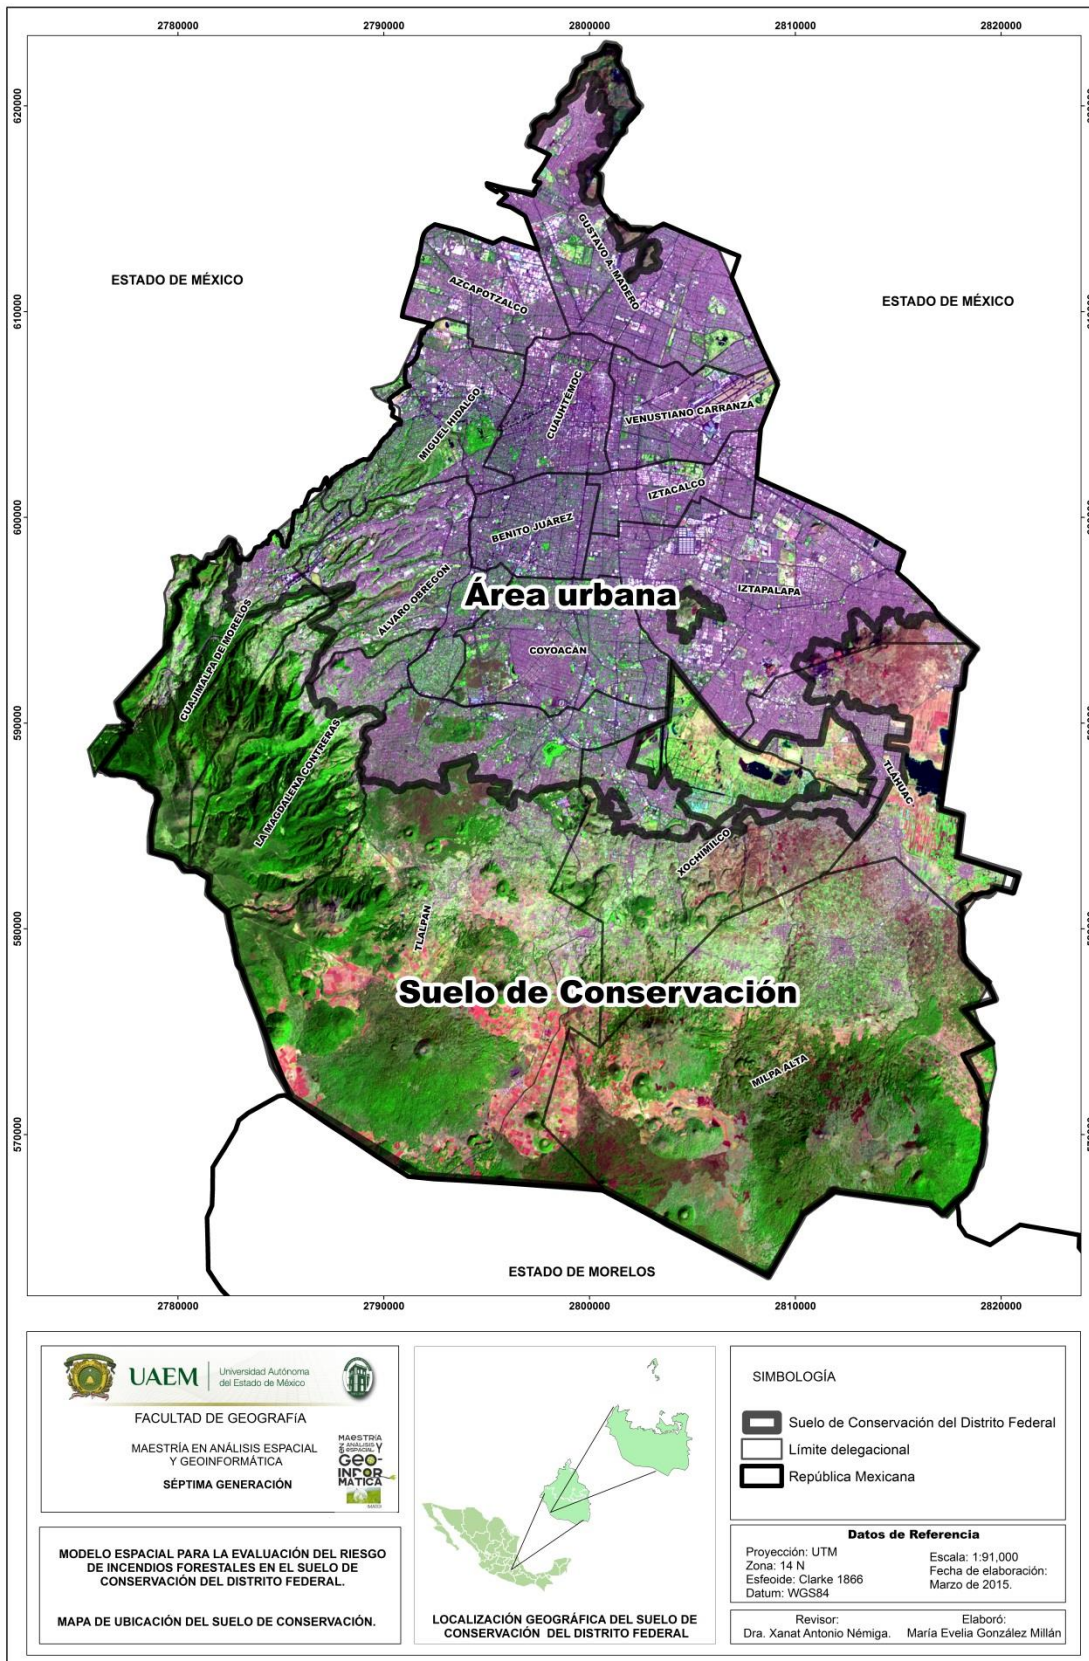 2780000
2790000
2800000
2810000
2820000
620000
610000
600000
590000
580000
570000
ESTADO DE MÉXICO
ESTADO DE MÉXICO
GUSTAVO A. MADERO
AZCAPOTZALCO
MIGUEL HIDALGO
CUAUHTÉMOC
VENUSTIANO CARRANZA
IZTACALCO
BENITO JUÁREZ
IZTAPALAPA
ALVARO OBREGÓN
Área urbana
COYOACÁN
CUAJIMALPA DE MORELOS
LA MAGDALENA CONTRERAS
TLÁHUAC
XOCHIMILCO
TLALPAN
Suelo de Conservación
MILPA ALTA
ESTADO DE MORELOS
2780000
2790000
2800000
2810000
2820000
UAEM
Universidad Autónoma
del Estado de México
FACULTAD DE GEOGRAFÍA
MAESTRÍA EN ANÁLISIS ESPACIAL
Y GEOINFORMÁTICA
SÉPTIMA GENERACIÓN
MAESTRÍA
ANÁLISIS
ESPACIAL Y
GEO-
INFOR
MÁTICA
MODELO ESPACIAL PARA LA EVALUACIÓN DEL RIESGO
DE INCENDIOS FORESTALES EN EL SUELO DE
CONSERVACIÓN DEL DISTRITO FEDERAL.
MAPA DE UBICACIÓN DEL SUELO DE CONSERVACIÓN.
LOCALIZACIÓN GEOGRÁFICA DEL SUELO DE
CONSERVACIÓN DEL DISTRITO FEDERAL
SIMBOLOGÍA
Suelo de Conservación del Distrito Federal
Límite delegacional
República Mexicana
Datos de Referencia
Proyección: UTM
Zona: 14 N
Esfeoide: Clarke 1866
Datum: WGS84
Escala: 1:91,000
Fecha de elaboración:
Marzo de 2015.
Revisor:
Dra. Xanat Antonio Némiga.
Elaboró:
María Evelia González Millán